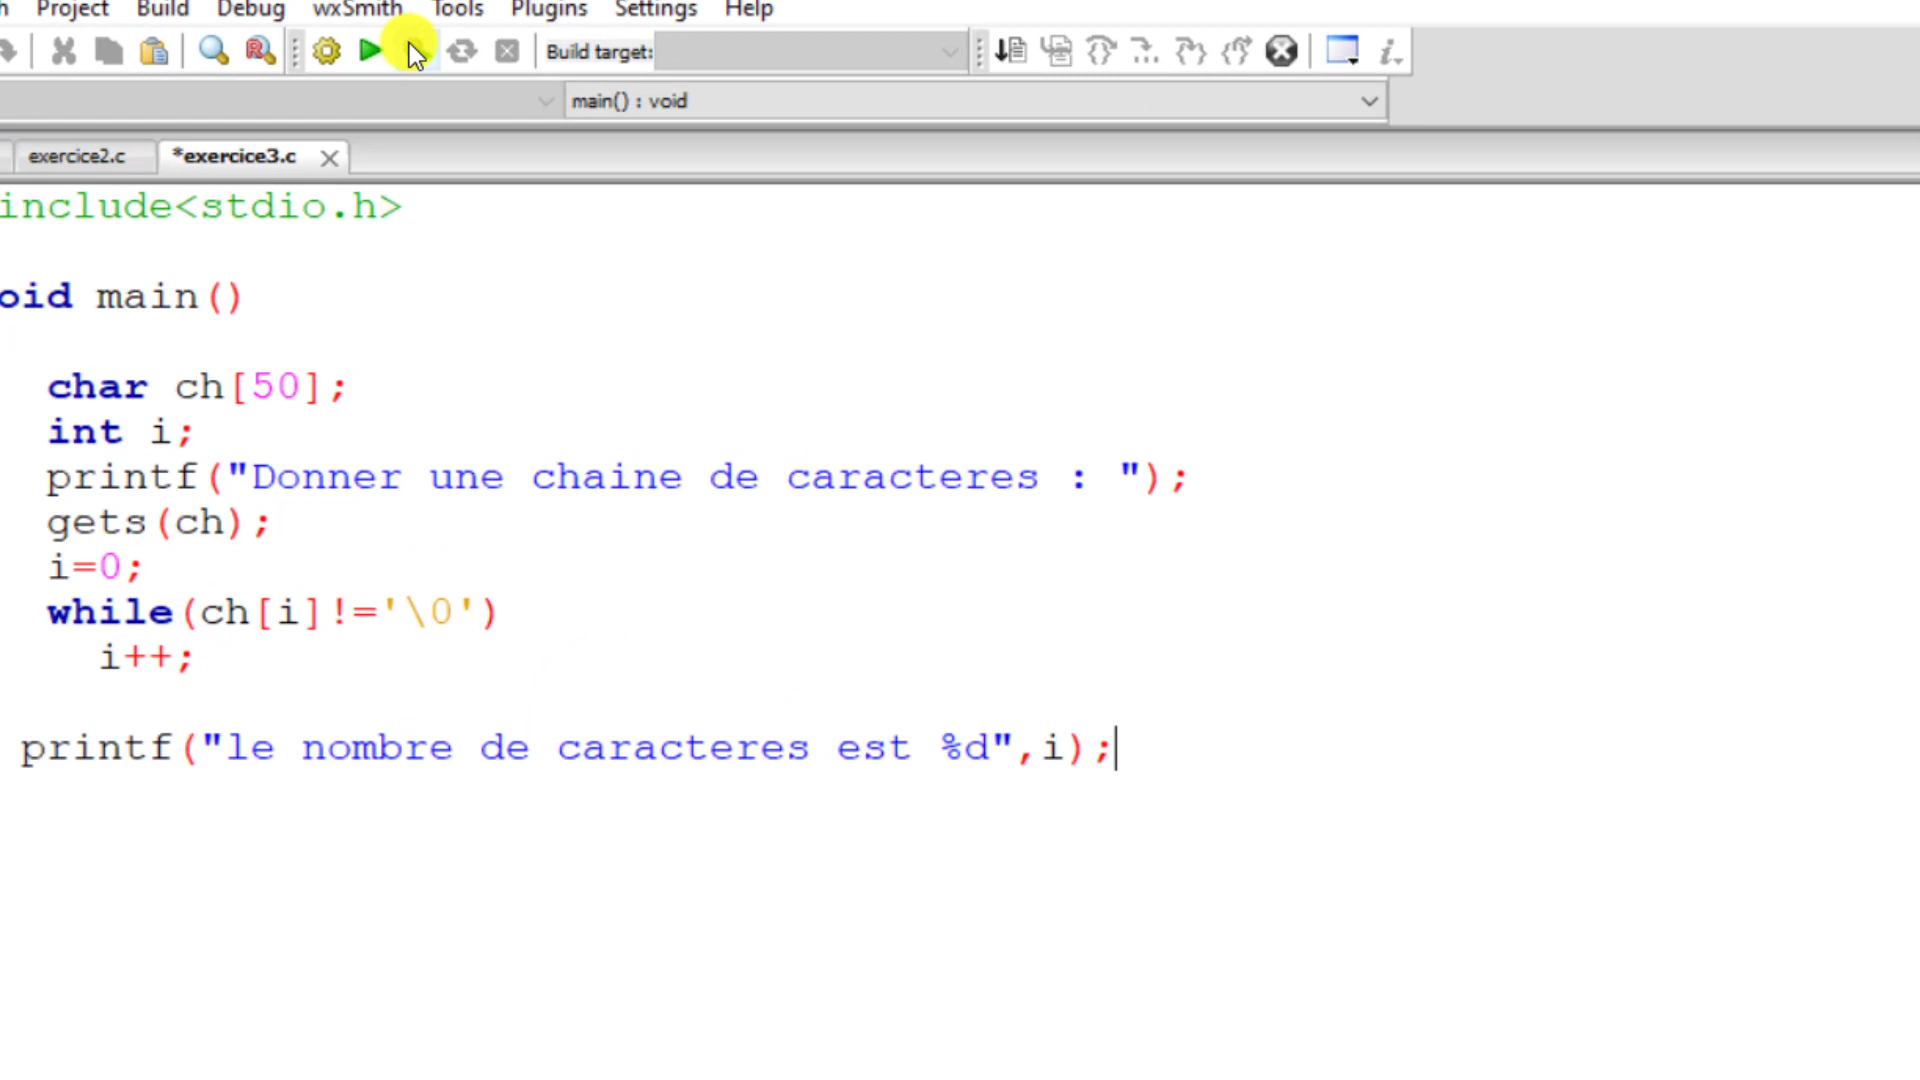 Project Build Debug wxSmith Tools Plugins Settings Help
Build target:
main() : void
exercice2.c *exercice3.c
include<stdio.h>
oid main()
char ch[50];
int i;
printf("Donner une chaine de caracteres : ");
gets(ch);
i=0;
while(ch[i]!='\0')
i++;
printf("le nombre de caracteres est %d",i);